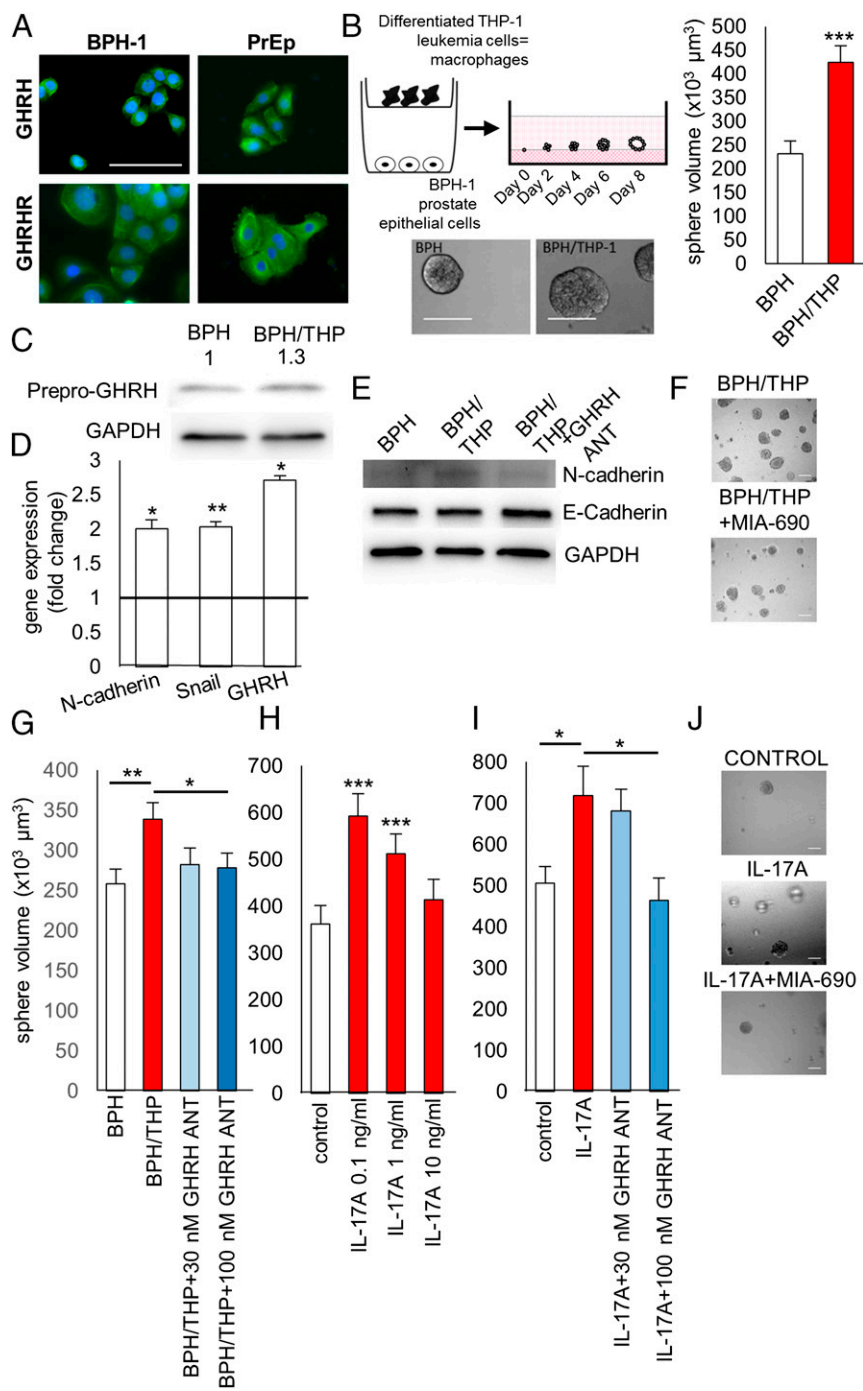 A
BPH-1
PrEp
GHRH
GHRHR
B
Differentiated THP-1
leukemia cells=
macrophages
BPH-1
prostate
epithelial cells
Day 0
Day 2
Day 4
Day 6
Day 8
BPH
BPH/THP-1
sphere volume (x10³ µm³)
500
450
400
350
300
250
200
150
100
50
0
***
BPH
BPH/THP
C
BPH
BPH/THP
1
1.3
Prepro-GHRH
GAPDH
D
gene expression
(fold change)
3
2.5
2
1.5
1
0.5
0
*
**
*
N-cadherin
Snail
GHRH
E
BPH
BPH/
THP
BPH/
THP
+GHRH
ANT
N-cadherin
E-Cadherin
GAPDH
F
BPH/THP
BPH/THP
+MIA-690
G
sphere volume (x10³ µm³)
400
350
300
250
200
150
100
50
0
**
*
BPH
BPH/THP
BPH/THP+30 nM GHRH ANT
BPH/THP+100 nM GHRH ANT
H
700
600
500
400
300
200
100
0
***
***
control
IL-17A 0.1 ng/ml
IL-17A 1 ng/ml
IL-17A 10 ng/ml
I
800
700
600
500
400
300
200
100
0
*
*
control
IL-17A
IL-17A+30 nM GHRH ANT
IL-17A+100 nM GHRH ANT
J
CONTROL
IL-17A
IL-17A+MIA-690